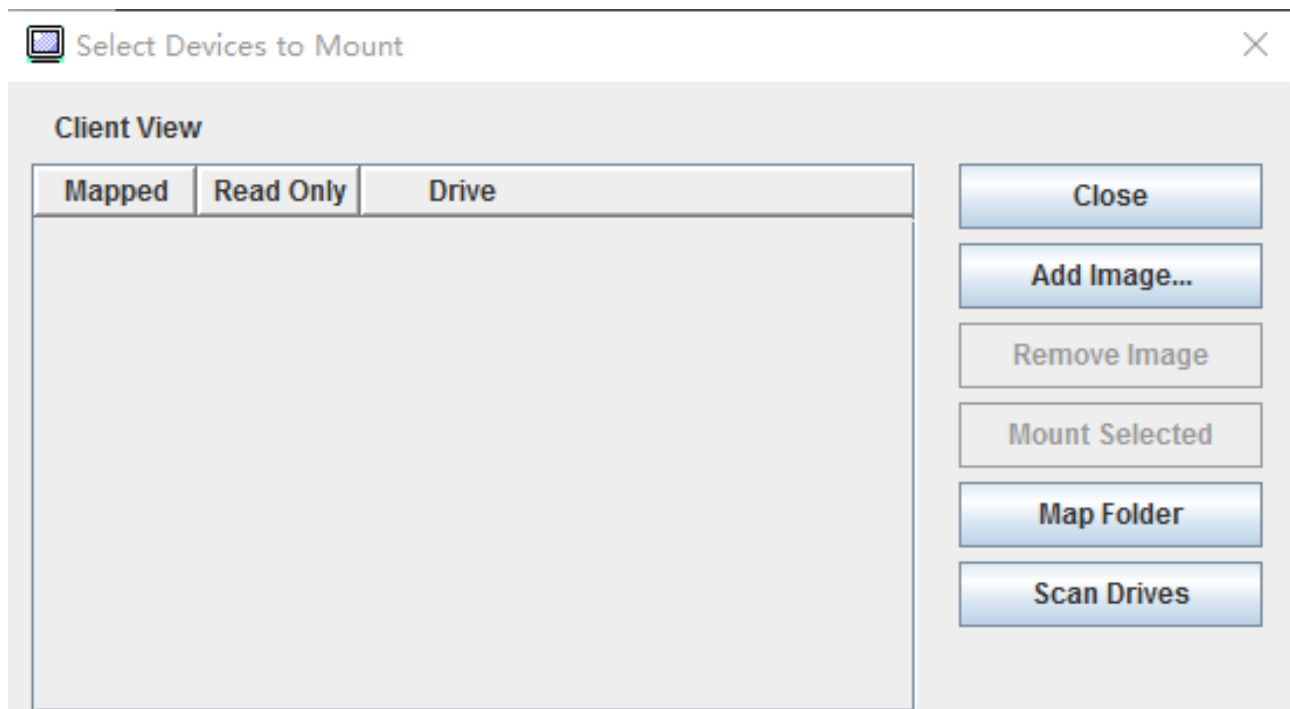 Select Devices to Mount
Client View
Mapped Read Only Drive
Close
Add Image...
Remove Image
Mount Selected
Map Folder
Scan Drives